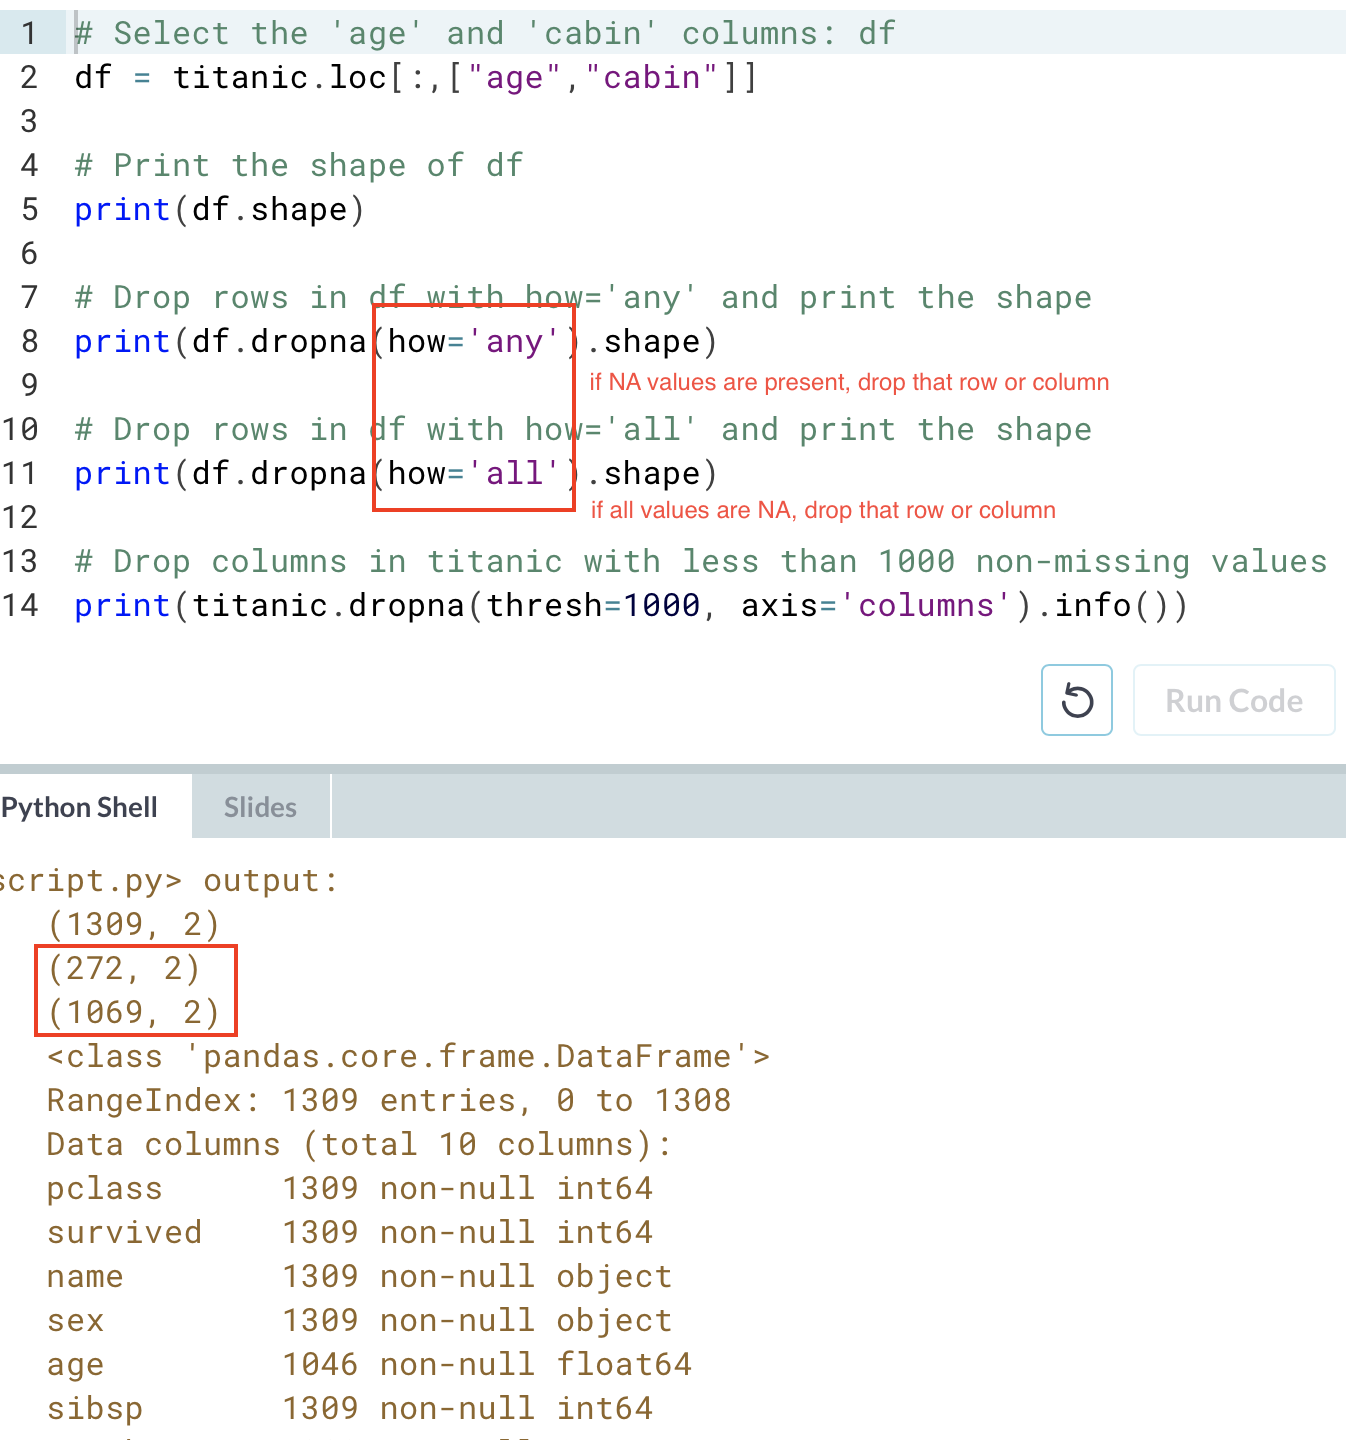 1 # Select the 'age' and 'cabin' columns: df
2 df = titanic.loc[:,["age","cabin"]]
3
4 # Print the shape of df
5 print(df.shape)
6
7 # Drop rows in df with how='any' and print the shape
8 print(df.dropna(how='any').shape)
9 if NA values are present, drop that row or column
10 # Drop rows in df with how='all' and print the shape
11 print(df.dropna(how='all').shape)
12 if all values are NA, drop that row or column
13 # Drop columns in titanic with less than 1000 non-missing values
14 print(titanic.dropna(thresh=1000, axis='columns').info())
Run Code
Python Shell Slides
script.py> output:
(1309, 2)
(272, 2)
(1069, 2)
<class 'pandas.core.frame.DataFrame'>
RangeIndex: 1309 entries, 0 to 1308
Data columns (total 10 columns):
pclass 1309 non-null int64
survived 1309 non-null int64
name 1309 non-null object
sex 1309 non-null object
age 1046 non-null float64
sibsp 1309 non-null int64